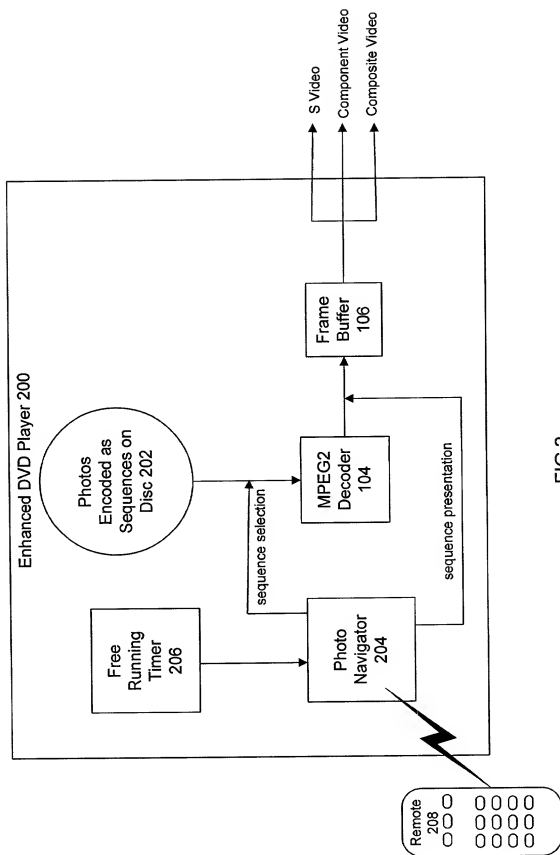 Enhanced DVD Player 200
Free
Running
Timer
206
Photos
Encoded as
Sequences on
Disc 202
sequence selection
Photo
Navigator
204
MPEG2
Decoder
104
sequence presentation
Frame
Buffer
106
S Video
Component Video
Composite Video
Remote
208
FIG 2